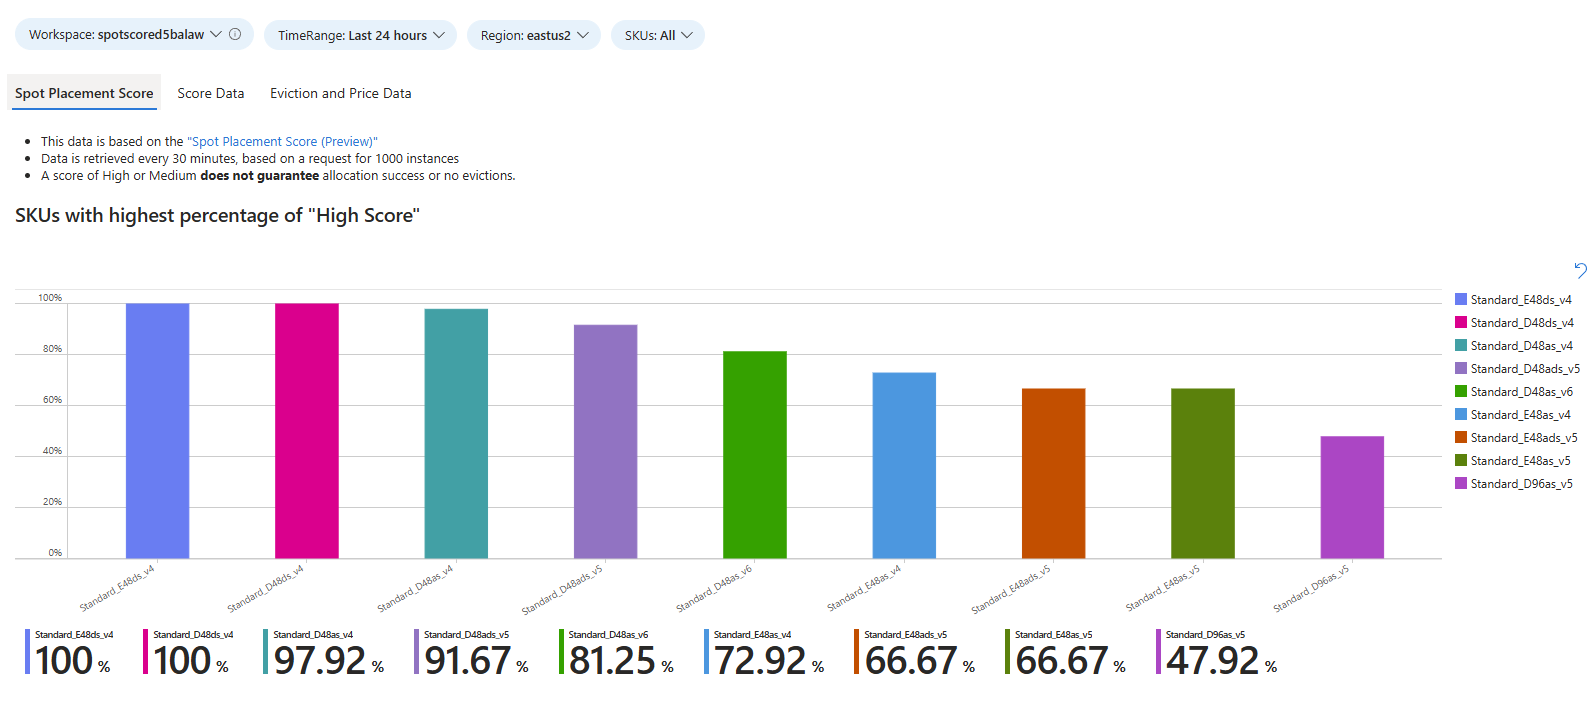 Workspace: spotscored5balaw
TimeRange: Last 24 hours
Region: eastus2
SKUs: All
Spot Placement Score
Score Data
Eviction and Price Data
• This data is based on the "Spot Placement Score (Preview)"
• Data is retrieved every 30 minutes, based on a request for 1000 instances
• A score of High or Medium does not guarantee allocation success or no evictions.
SKUs with highest percentage of "High Score"
100%
80%
60%
40%
20%
0%
Standard_E48ds_v4
Standard_D48ds_v4
Standard_D48as_v4
Standard_D48ads_v5
Standard_D48as_v6
Standard_E48as_v4
Standard_E48ads_v5
Standard_E48as_v5
Standard_D96as_v5
Standard_E48ds_v4
Standard_D48ds_v4
Standard_D48as_v4
Standard_D48ads_v5
Standard_D48as_v6
Standard_E48as_v4
Standard_E48ads_v5
Standard_E48as_v5
Standard_D96as_v5
Standard_E48ds_v4
100 %
Standard_D48ds_v4
100 %
Standard_D48as_v4
97.92 %
Standard_D48ads_v5
91.67 %
Standard_D48as_v6
81.25 %
Standard_E48as_v4
72.92 %
Standard_E48ads_v5
66.67 %
Standard_E48as_v5
66.67 %
Standard_D96as_v5
47.92 %